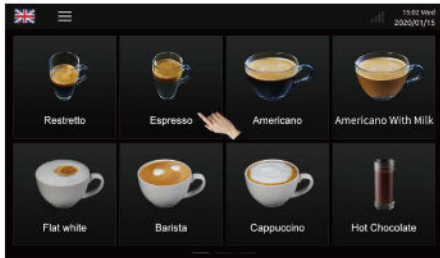 15:02 Wed
2020/01/15
Restretto
Espresso
Americano
Americano With Milk
Flat white
Barista
Cappuccino
Hot Chocolate